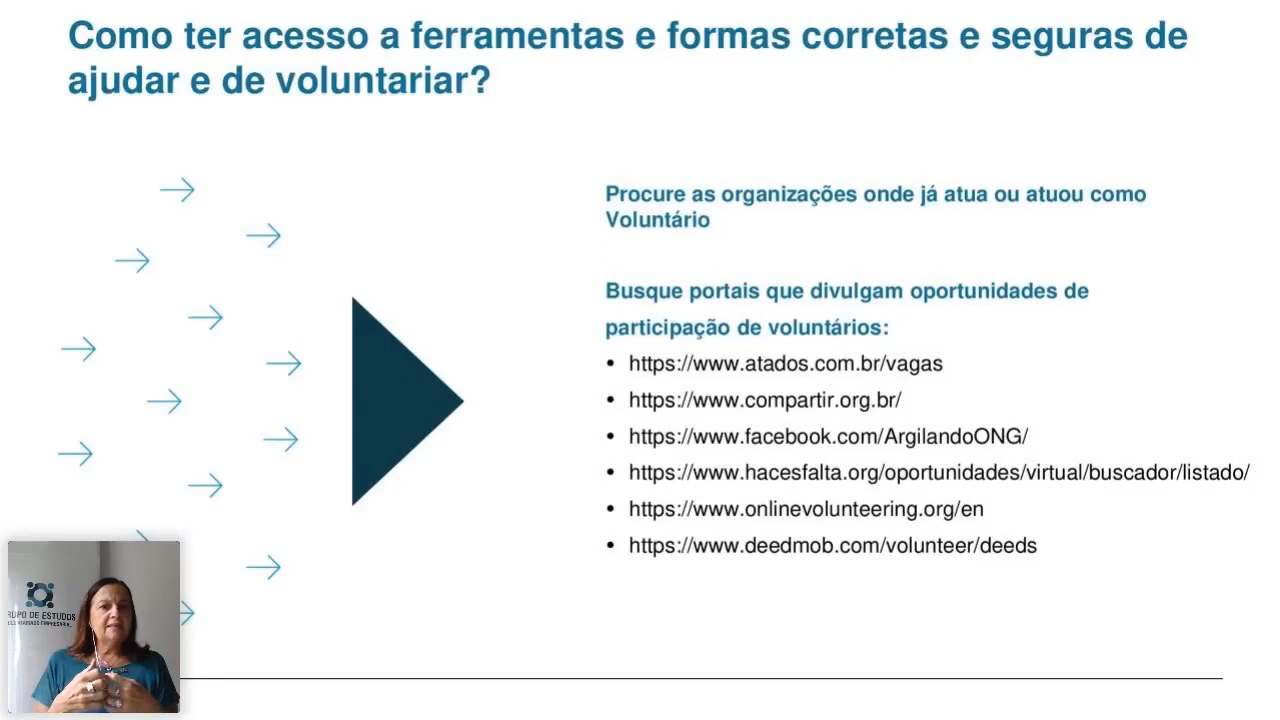 Como ter acesso a ferramentas e formas corretas e seguras de
ajudar e de voluntariar?
Procure as organizações onde já atua ou atuou como
Voluntário
Busque portais que divulgam oportunidades de
participação de voluntários:
• https://www.atados.com.br/vagas
• https://www.compartir.org.br/
• https://www.facebook.com/ArgilandoONG/
• https://www.hacesfalta.org/oportunidades/virtual/buscador/listado/
• https://www.onlinevolunteering.org/en
• https://www.deedmob.com/volunteer/deeds
DE ESTUDOS